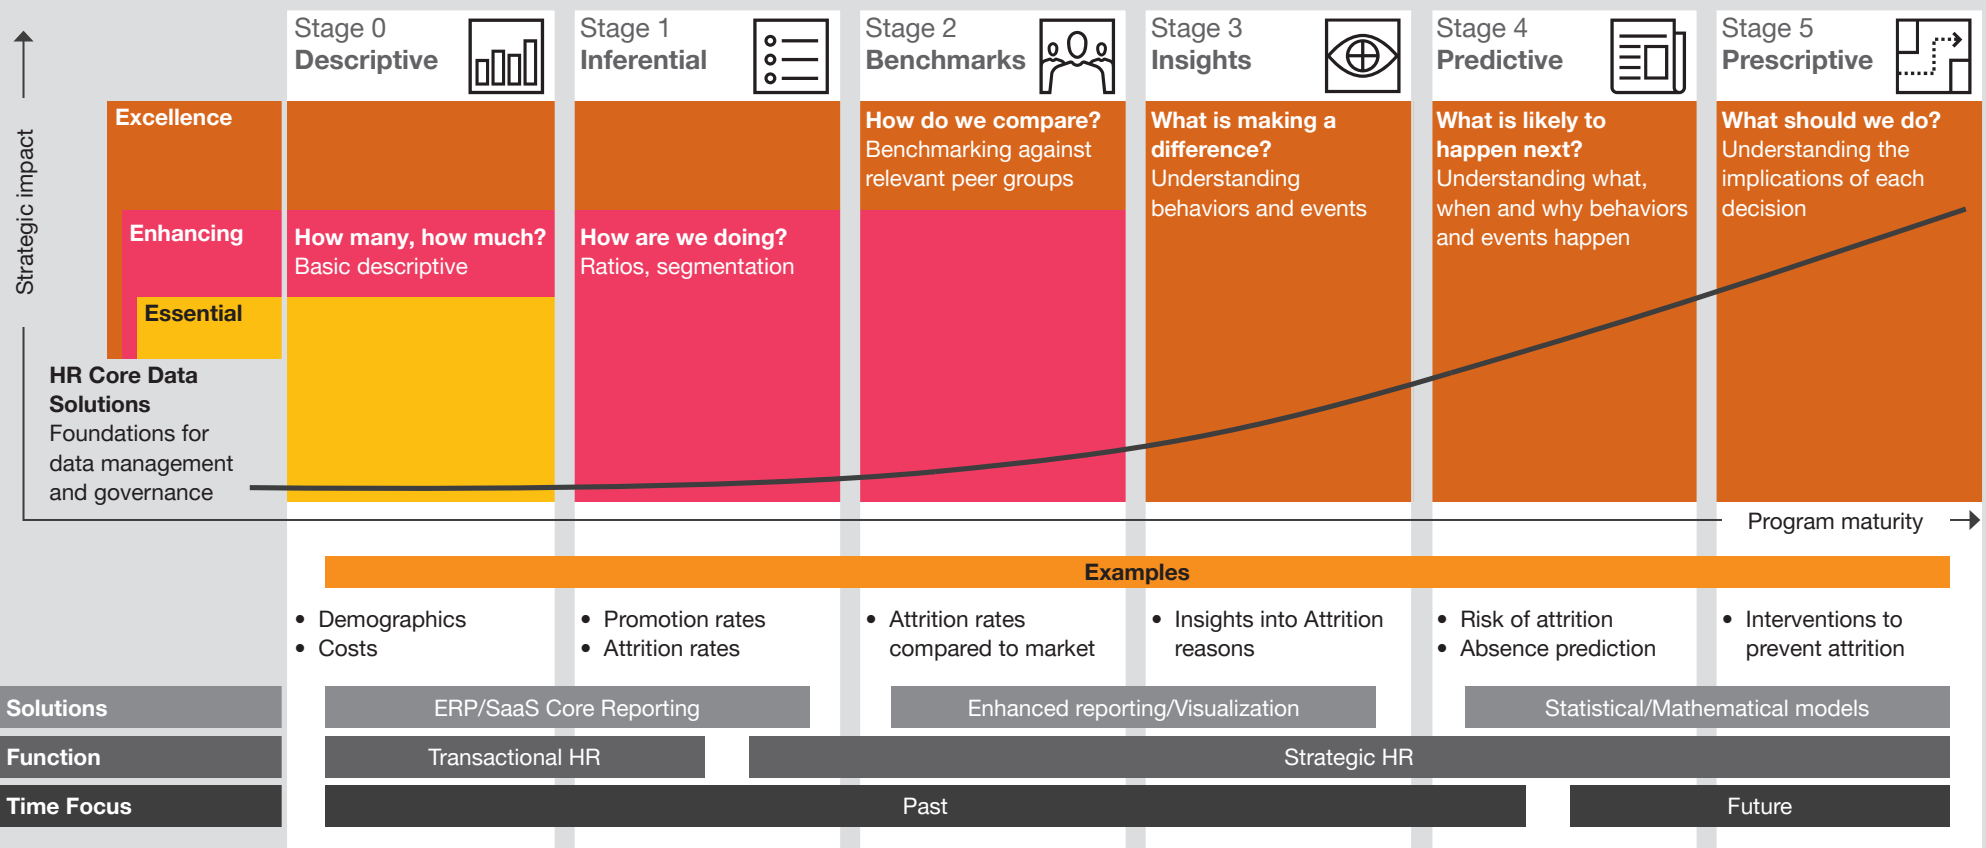 Stage 0
Descriptive
Stage 1
Inferential
Stage 2
Benchmarks
Stage 3
Insights
Stage 4
Predictive
Stage 5
Prescriptive
Strategic impact
Excellence
Enhancing
Essential
HR Core Data
Solutions
Foundations for
data management
and governance
How many, how much?
Basic descriptive
How are we doing?
Ratios, segmentation
How do we compare?
Benchmarking against
relevant peer groups
What is making a
difference?
Understanding
behaviors and events
What is likely to
happen next?
Understanding what,
when and why behaviors
and events happen
What should we do?
Understanding the
implications of each
decision
Program maturity
Examples
• Demographics
• Costs
• Promotion rates
• Attrition rates
• Attrition rates
compared to market
• Insights into Attrition
reasons
• Risk of attrition
• Absence prediction
• Interventions to
prevent attrition
Solutions
ERP/SaaS Core Reporting
Enhanced reporting/Visualization
Statistical/Mathematical models
Function
Transactional HR
Strategic HR
Time Focus
Past
Future